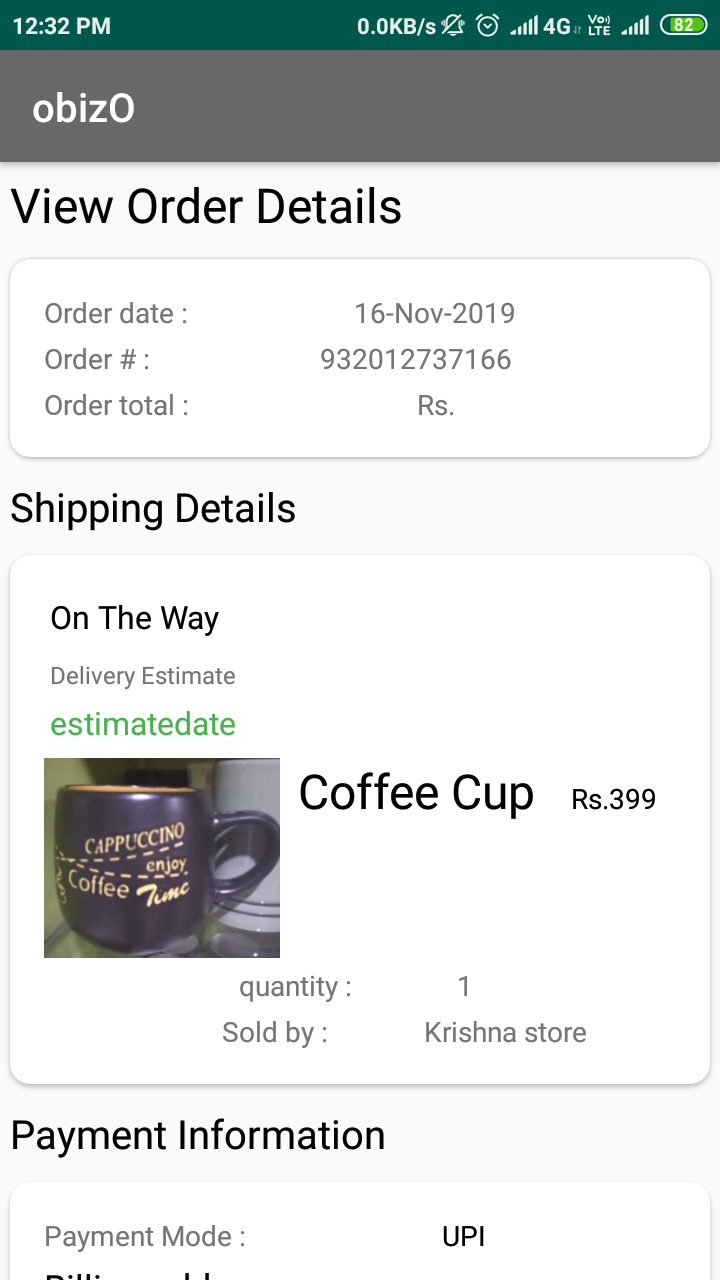 12:32 PM 0.0KB/s 4G Vo)) LTE 82
obizO
View Order Details
Order date : 16-Nov-2019
Order # : 932012737166
Order total : Rs.
Shipping Details
On The Way
Delivery Estimate
estimatedate
Coffee Cup Rs.399
CAPPUCCINO
enjoy
Coffee Time
quantity : 1
Sold by : Krishna store
Payment Information
Payment Mode : UPI